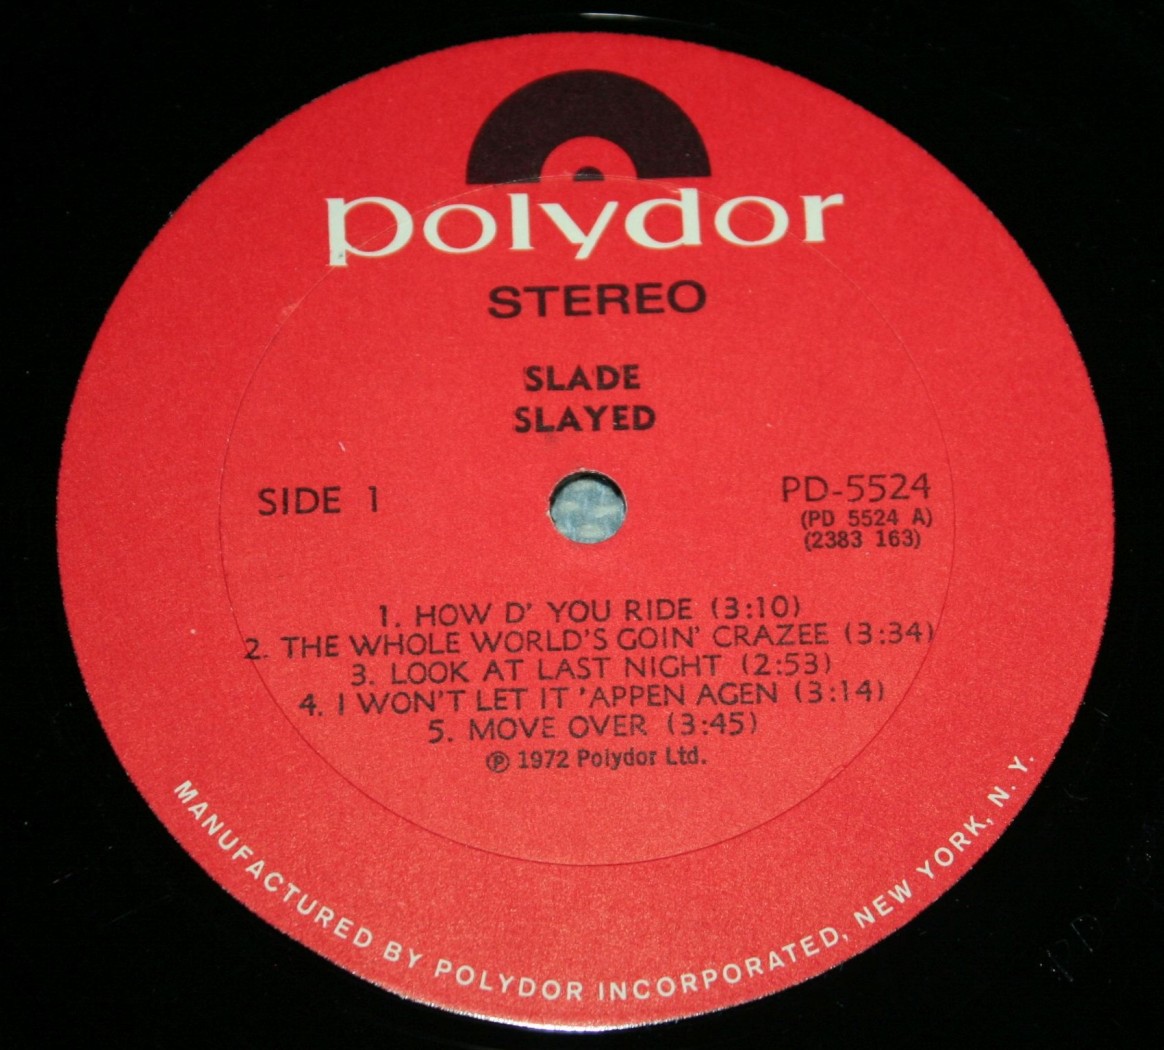 polydor
STEREO
SLADE
SLAYED
SIDE 1
PD-5524
(PD 5524 A)
(2383 163)
1. HOW D' YOU RIDE (3:10)
2. THE WHOLE WORLD'S GOIN' CRAZEE (3:34)
3. LOOK AT LAST NIGHT (2:53)
4. I WON'T LET IT 'APPEN AGEN (3:14)
5. MOVE OVER (3:45)
℗ 1972 Polydor Ltd.
MANUFACTURED BY POLYDOR INCORPORATED, NEW YORK, N. Y.